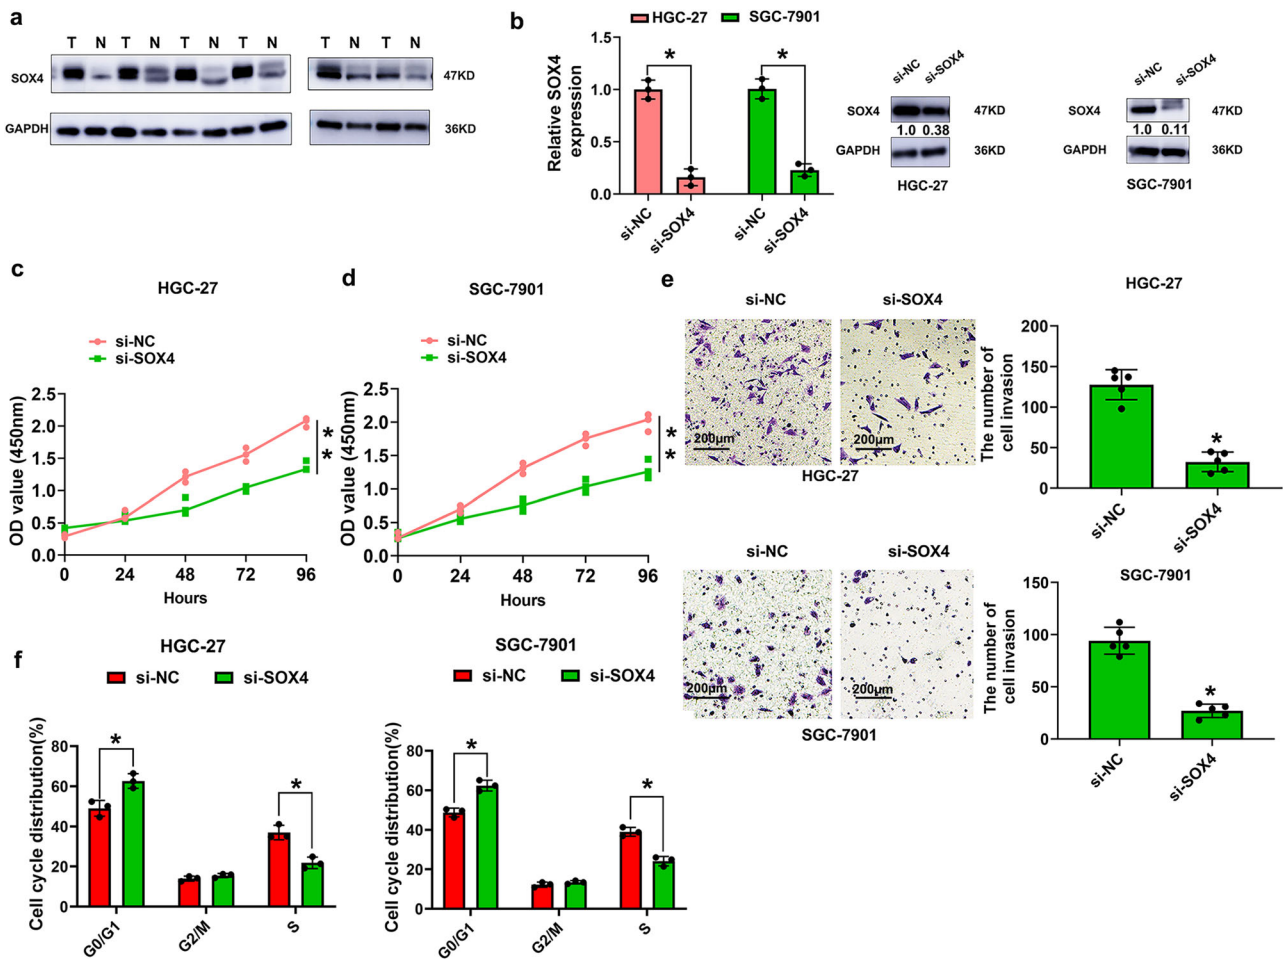 a
T N T N T N T N
T N T N
SOX4
47KD
GAPDH
36KD
b
HGC-27 SGC-7901
Relative SOX4
expression
1.5
1.0
0.5
0.0
* *
si-NC si-SOX4 si-NC si-SOX4
si-NC si-SOX4
SOX4 47KD
1.0 0.38
GAPDH 36KD
HGC-27
si-NC si-SOX4
SOX4 47KD
1.0 0.11
GAPDH 36KD
SGC-7901
c
HGC-27
si-NC
si-SOX4
OD value (450nm)
2.5
2.0
1.5
1.0
0.5
0.0
0 24 48 72 96
Hours
**
d
SGC-7901
si-NC
si-SOX4
OD value (450nm)
2.5
2.0
1.5
1.0
0.5
0.0
0 24 48 72 96
Hours
**
e
si-NC si-SOX4
200μm 200μm
HGC-27
HGC-27
The number of
cell invasion
200
150
100
50
0
*
si-NC si-SOX4
si-NC si-SOX4
200μm 200μm
SGC-7901
SGC-7901
The number of
cell invasion
150
100
50
0
*
si-NC si-SOX4
f
HGC-27
si-NC si-SOX4
Cell cycle distribution(%)
80
60
40
20
0
* *
G0/G1 G2/M S
SGC-7901
si-NC si-SOX4
Cell cycle distribution(%)
80
60
40
20
0
* *
G0/G1 G2/M S